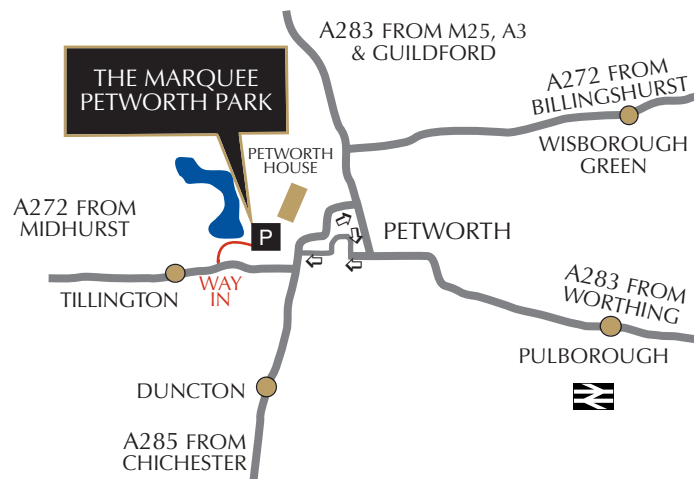 A283 FROM M25, A3
& GUILDFORD
THE MARQUEE
PETWORTH PARK
A272 FROM
BILLINGSHURST
WISBOROUGH
GREEN
PETWORTH
HOUSE
A272 FROM
MIDHURST
P
PETWORTH
TILLINGTON
WAY
IN
A283 FROM
WORTHING
PULBOROUGH
DUNCTON
A285 FROM
CHICHESTER